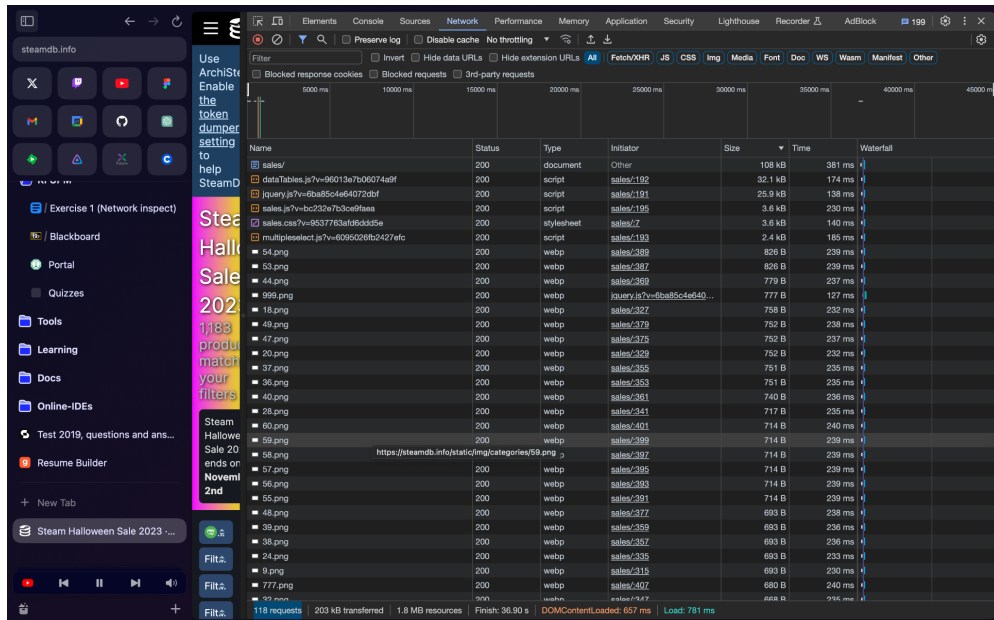 steamdb.info
Exercise 1 (Network inspect)
/ Blackboard
Portal
Quizzes
Tools
Learning
Docs
Online-IDEs
Test 2019, questions and ans...
Resume Builder
+ New Tab
Steam Halloween Sale 2023 -...
Use
ArchiSte
Enable
the
token
dumper
setting
to
help
SteamD
Stea
Hallo
Sale
202
1,183
produ
match
your
filters
Steam
Hallowe
Sale 20
ends on
Novemb
2nd
Filt
Filt
Filt
Elements Console Sources Network Performance Memory Application Security Lighthouse Recorder AdBlock 199
Preserve log Disable cache No throttling
Filter Invert Hide data URLs Hide extension URLs All Fetch/XHR JS CSS Img Media Font Doc WS Wasm Manifest Other
Blocked response cookies Blocked requests 3rd-party requests
5000 ms 10000 ms 15000 ms 20000 ms 25000 ms 30000 ms 35000 ms 40000 ms 45000 m
Name Status Type Initiator Size Time Waterfall
sales/ 200 document Other 108 kB 381 ms
dataTables.js?v=96013e7b06074a9f 200 script sales/:192 32.1 kB 174 ms
jquery.js?v=6ba85c4e64072dbf 200 script sales/:191 25.9 kB 138 ms
sales.js?v=bc232e7b3ce9faea 200 script sales/:195 3.6 kB 230 ms
sales.css?v=9537763afd6ddd5e 200 stylesheet sales/:7 3.6 kB 140 ms
multipleselect.js?v=6095026fb2427efc 200 script sales/:193 2.4 kB 185 ms
54.png 200 webp sales/:389 826 B 239 ms
53.png 200 webp sales/:387 826 B 239 ms
44.png 200 webp sales/:369 779 B 237 ms
999.png 200 webp jquery.js?v=6ba85c4e640... 777 B 127 ms
18.png 200 webp sales/:327 758 B 232 ms
49.png 200 webp sales/:379 752 B 238 ms
47.png 200 webp sales/:375 752 B 237 ms
20.png 200 webp sales/:329 752 B 232 ms
37.png 200 webp sales/:355 751 B 235 ms
36.png 200 webp sales/:353 751 B 235 ms
40.png 200 webp sales/:361 740 B 236 ms
28.png 200 webp sales/:341 717 B 235 ms
60.png 200 webp sales/:401 714 B 240 ms
59.png 200 webp sales/:399 714 B 239 ms
58.png https://steamdb.info/static/img/categories/59.png sales/:397 714 B 239 ms
57.png 200 webp sales/:395 714 B 239 ms
56.png 200 webp sales/:393 714 B 239 ms
55.png 200 webp sales/:391 714 B 239 ms
48.png 200 webp sales/:377 693 B 238 ms
39.png 200 webp sales/:359 693 B 236 ms
38.png 200 webp sales/:357 693 B 236 ms
24.png 200 webp sales/:335 693 B 233 ms
9.png 200 webp sales/:315 693 B 230 ms
777.png 200 webp sales/:407 680 B 240 ms
32.png 200 webp sales/:347 668 B 235 ms
118 requests 203 kB transferred 1.8 MB resources Finish: 36.90 s DOMContentLoaded: 657 ms Load: 781 ms